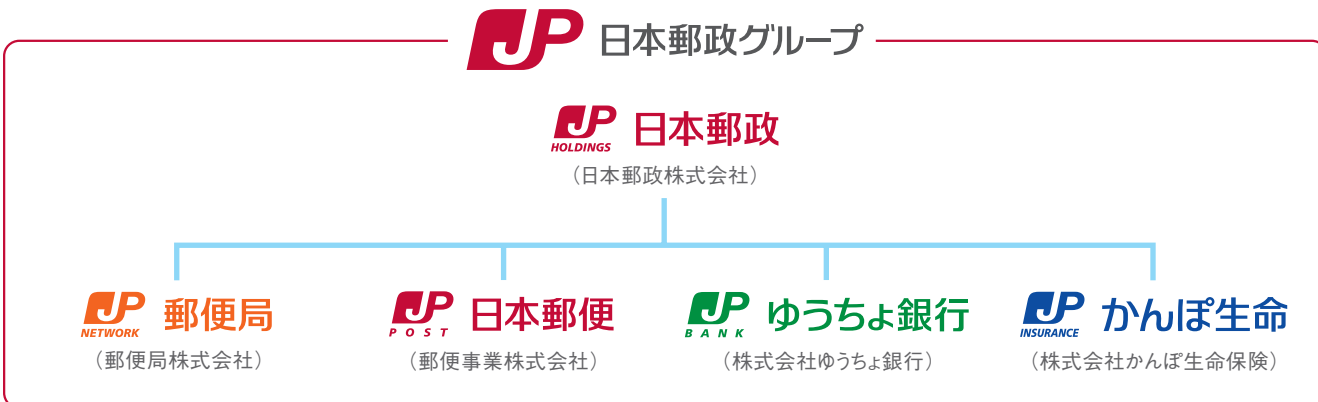 JP 日本郵政グループ
JP HOLDINGS 日本郵政
（日本郵政株式会社）
JP NETWORK 郵便局
（郵便局株式会社）
JP POST 日本郵便
（郵便事業株式会社）
JP BANK ゆうちょ銀行
（株式会社ゆうちょ銀行）
JP INSURANCE かんぽ生命
（株式会社かんぽ生命保険）